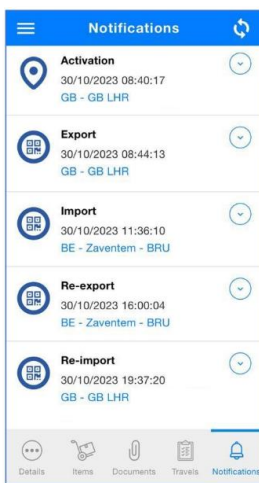 Notifications
Activation
30/10/2023 08:40:17
GB - GB LHR
Export
30/10/2023 08:44:13
GB - GB LHR
Import
30/10/2023 11:36:10
BE - Zaventem - BRU
Re-export
30/10/2023 16:00:04
BE - Zaventem - BRU
Re-import
30/10/2023 19:37:20
GB - GB LHR
Details Items Documents Travels Notifications